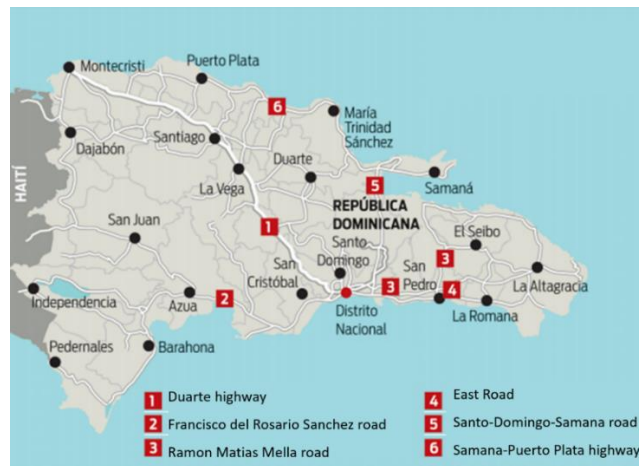 Montecristi
Puerto Plata
6
María
Trinidad
Sánchez
Dajabón
Santiago
Duarte
HAITÍ
La Vega
5
Samaná
REPÚBLICA
DOMINICANA
San Juan
1
Santo
Domingo
El Seibo
San
Cristóbal
San
Pedro
3
La Altagracia
Independencia
Azua
2
3
4
Distrito
Nacional
La Romana
Pedernales
Barahona
1 Duarte highway
2 Francisco del Rosario Sanchez road
3 Ramon Matias Mella road
4 East Road
5 Santo-Domingo-Samana road
6 Samana-Puerto Plata highway